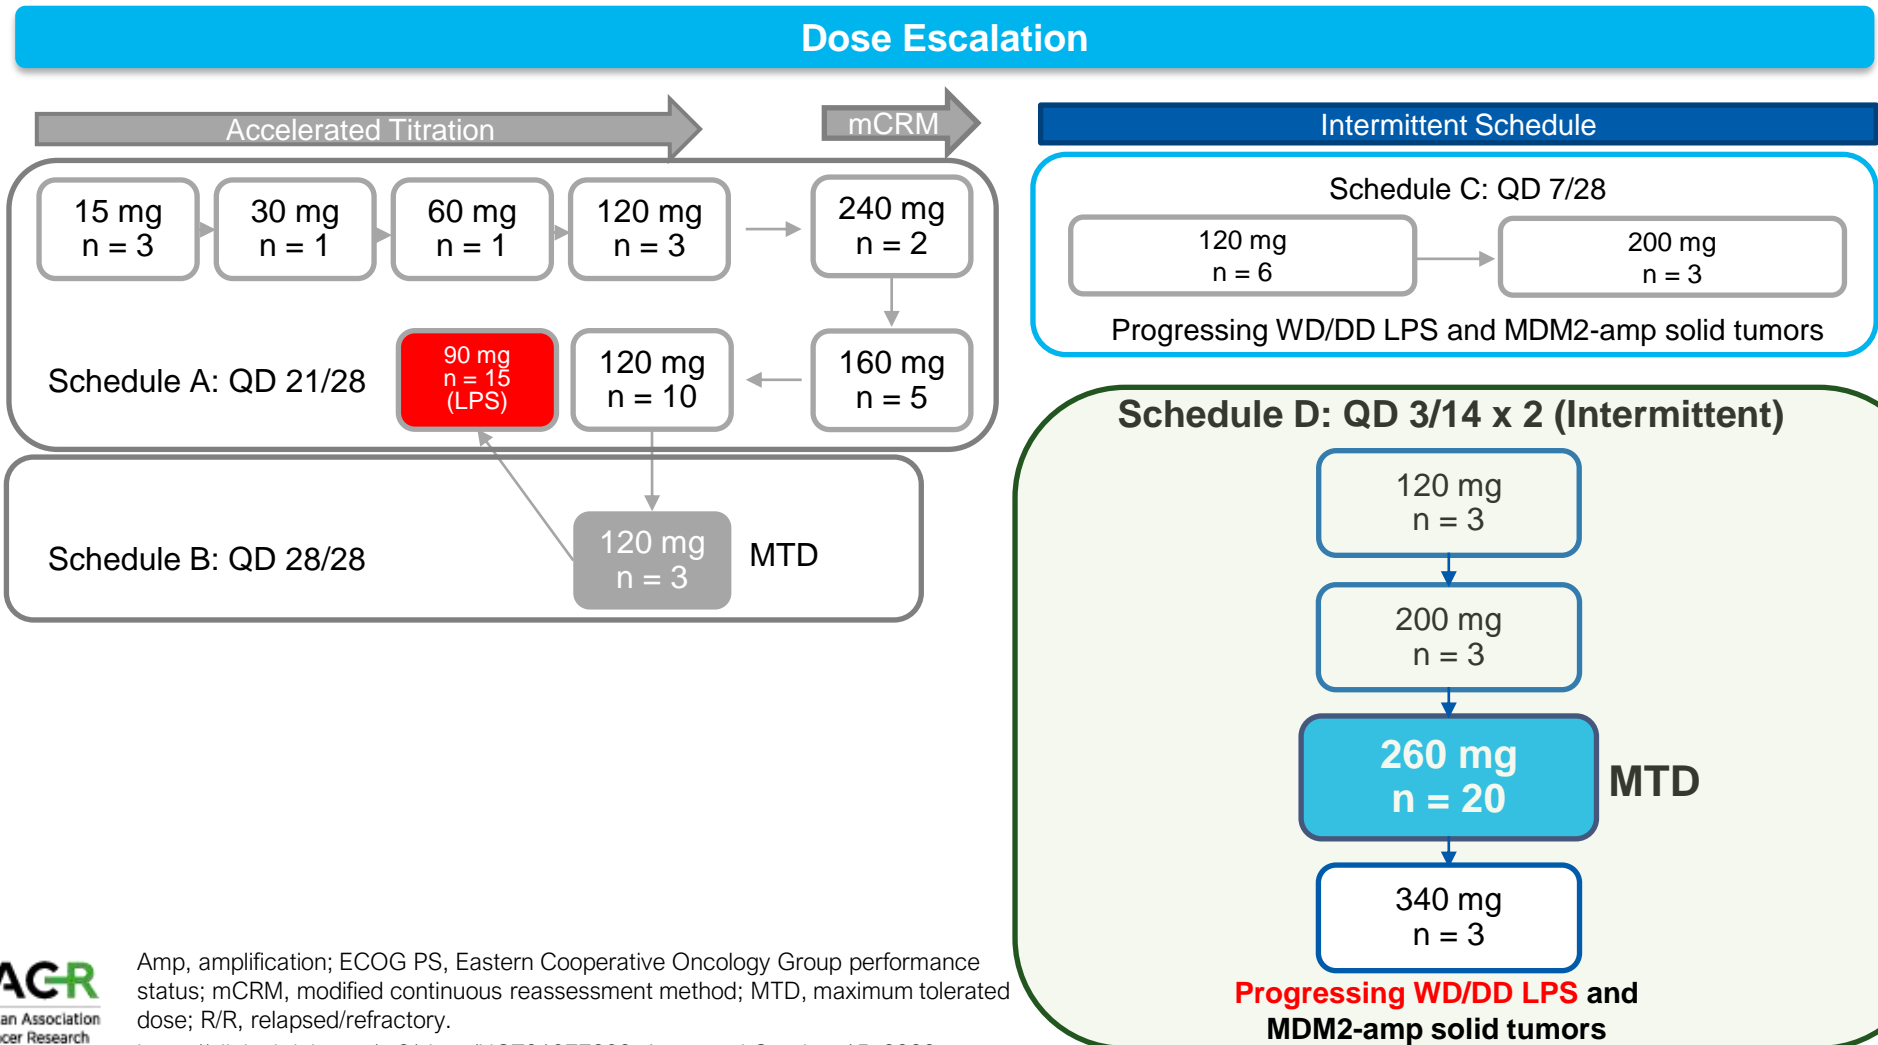 Dose Escalation
Accelerated Titration
mCRM
15 mg
n = 3
30 mg
n = 1
60 mg
n = 1
120 mg
n = 3
240 mg
n = 2
Schedule A: QD 21/28
90 mg
n = 15
(LPS)
120 mg
n = 10
160 mg
n = 5
Schedule B: QD 28/28
120 mg
n = 3
MTD
Intermittent Schedule
Schedule C: QD 7/28
120 mg
n = 6
200 mg
n = 3
Progressing WD/DD LPS and MDM2-amp solid tumors
Schedule D: QD 3/14 x 2 (Intermittent)
120 mg
n = 3
200 mg
n = 3
260 mg
n = 20
MTD
340 mg
n = 3
Progressing WD/DD LPS and
MDM2-amp solid tumors
ACR
an Association
ncer Research
Amp, amplification; ECOG PS, Eastern Cooperative Oncology Group performance
status; mCRM, modified continuous reassessment method; MTD, maximum tolerated
dose; R/R, relapsed/refractory.